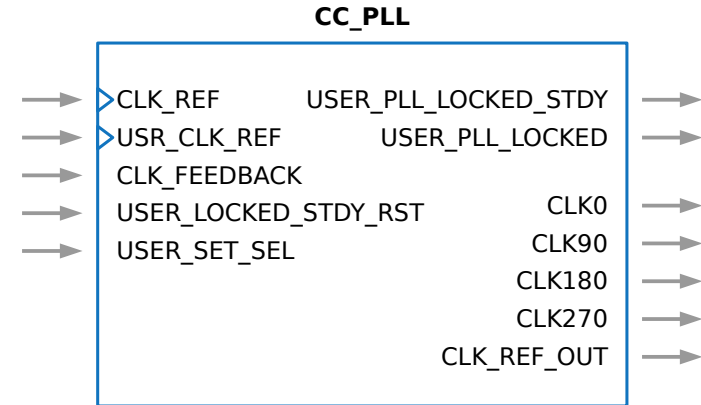 CC_PLL
CLK_REF USER_PLL_LOCKED_STDY
USR_CLK_REF USER_PLL_LOCKED
CLK_FEEDBACK
USER_LOCKED_STDY_RST CLK0
USER_SET_SEL CLK90
CLK180
CLK270
CLK_REF_OUT